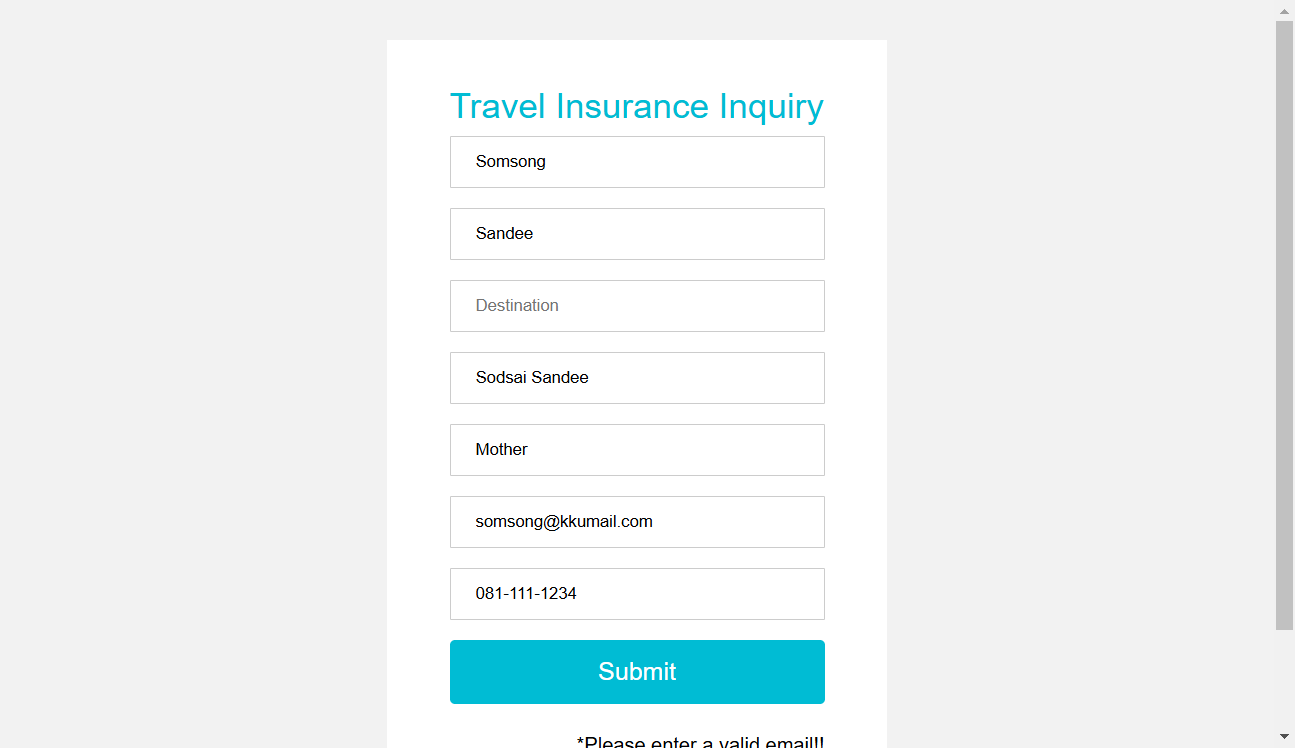 Travel Insurance Inquiry
Somsong
Sandee
Destination
Sodsai Sandee
Mother
somsong@kkumail.com
081-111-1234
Submit
*Please enter a valid email!!